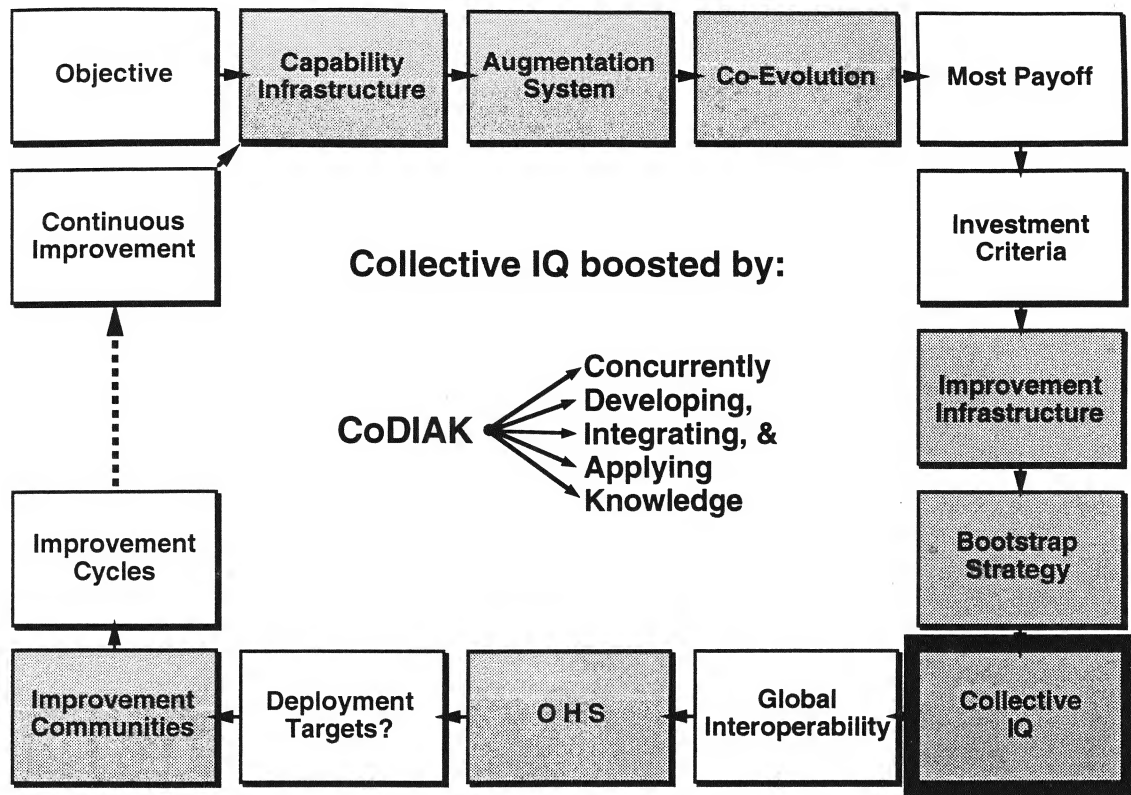 Objective
Capability
Infrastructure
Augmentation
System
Co-Evolution
Most Payoff
Continuous
Improvement
Investment
Criteria
Collective IQ boosted by:
CoDIAK
Concurrently
Developing,
Integrating, &
Applying
Knowledge
Improvement
Infrastructure
Improvement
Cycles
Bootstrap
Strategy
Improvement
Communities
Deployment
Targets?
O H S
Global
Interoperability
Collective
IQ